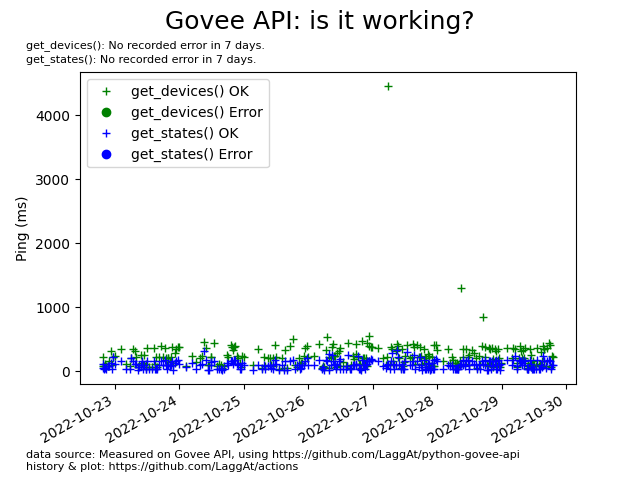 Govee API: is it working?
get_devices(): No recorded error in 7 days.
get_states(): No recorded error in 7 days.
get_devices() OK
get_devices() Error
get_states() OK
get_states() Error
Ping (ms)
4000
3000
2000
1000
0
2022-10-23
2022-10-24
2022-10-25
2022-10-26
2022-10-27
2022-10-28
2022-10-29
2022-10-30
data source: Measured on Govee API, using https://github.com/LaggAt/python-govee-api
history & plot: https://github.com/LaggAt/actions